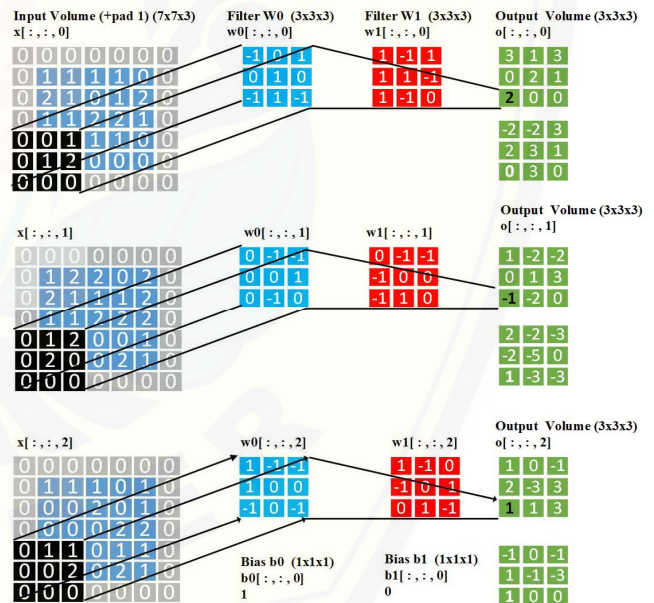 Input Volume (+pad 1) (7x7x3)
x[ : , : , 0]
0 0 0 0 0 0 0
0 1 1 1 1 0 0
0 2 1 0 1 2 0
0 1 1 2 2 1 0
0 0 1 1 1 0 0
0 1 2 0 0 0 0
0 0 0 0 0 0 0
Filter W0 (3x3x3)
w0[ : , : , 0]
-1 0 1
0 1 0
-1 1 -1
Filter W1 (3x3x3)
w1[ : , : , 0]
1 -1 1
1 1 -1
1 -1 0
Output Volume (3x3x3)
o[ : , : , 0]
3 1 3
0 2 1
2 0 0
-2 -2 3
2 3 1
0 3 0
x[ : , : , 1]
0 0 0 0 0 0 0
0 1 2 2 0 2 0
0 2 1 1 1 2 0
0 1 1 2 2 2 0
0 1 2 0 0 1 0
0 2 0 0 2 1 0
0 0 0 0 0 0 0
w0[ : , : , 1]
0 -1 -1
0 0 1
0 -1 0
w1[ : , : , 1]
0 -1 -1
-1 0 0
-1 1 0
Output Volume (3x3x3)
o[ : , : , 1]
1 -2 -2
0 1 3
-1 -2 0
2 -2 -3
-2 -5 0
1 -3 -3
x[ : , : , 2]
0 0 0 0 0 0 0
0 1 1 1 0 1 0
0 0 0 2 0 1 0
0 0 0 0 2 2 0
0 1 1 0 1 1 0
0 0 2 0 2 1 0
0 0 0 0 0 0 0
w0[ : , : , 2]
1 -1 -1
1 0 0
-1 0 -1
Bias b0 (1x1x1)
b0[ : , : , 0]
1
w1[ : , : , 2]
1 -1 0
-1 0 1
0 1 -1
Bias b1 (1x1x1)
b1[ : , : , 0]
0
Output Volume (3x3x3)
o[ : , : , 2]
1 0 -1
2 -3 3
1 1 3
-1 0 -1
1 -1 -3
1 0 0